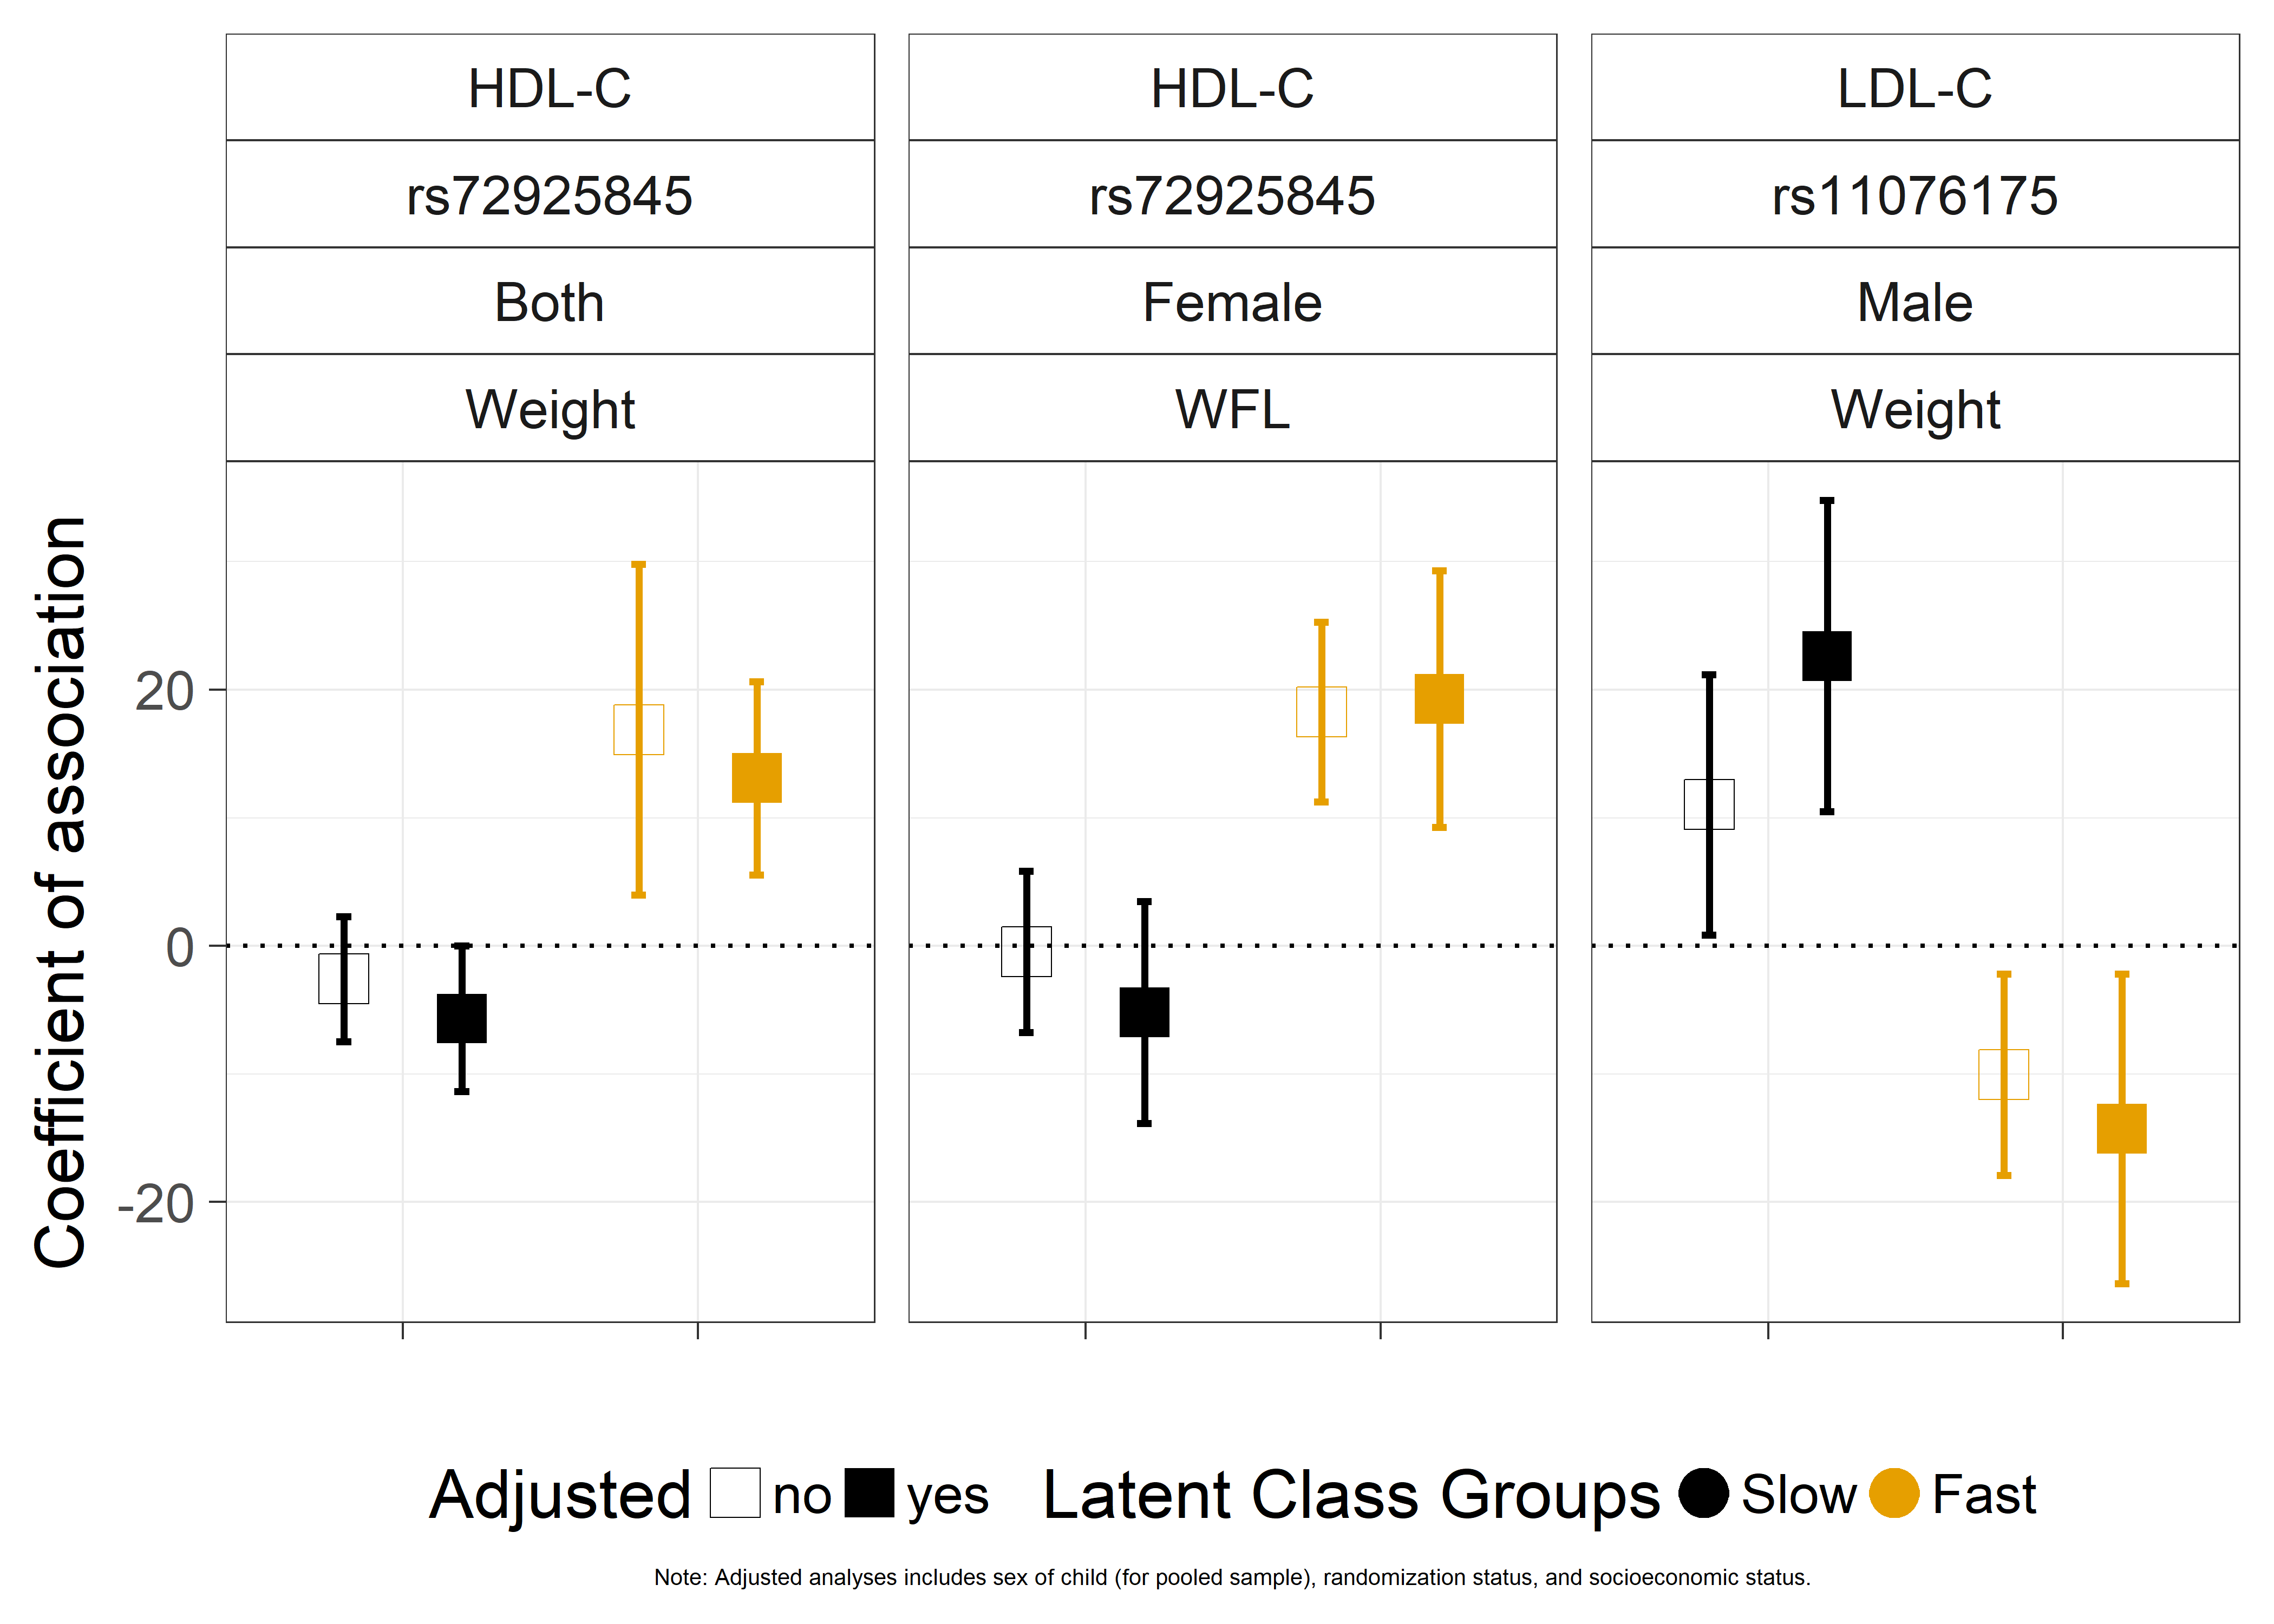 HDL-C
HDL-C
LDL-C
rs72925845
rs72925845
rs11076175
Both
Female
Male
Weight
WFL
Weight
Coefficient of association
20
0
-20
Adjusted no yes Latent Class Groups Slow Fast
Note: Adjusted analyses includes sex of child (for pooled sample), randomization status, and socioeconomic status.